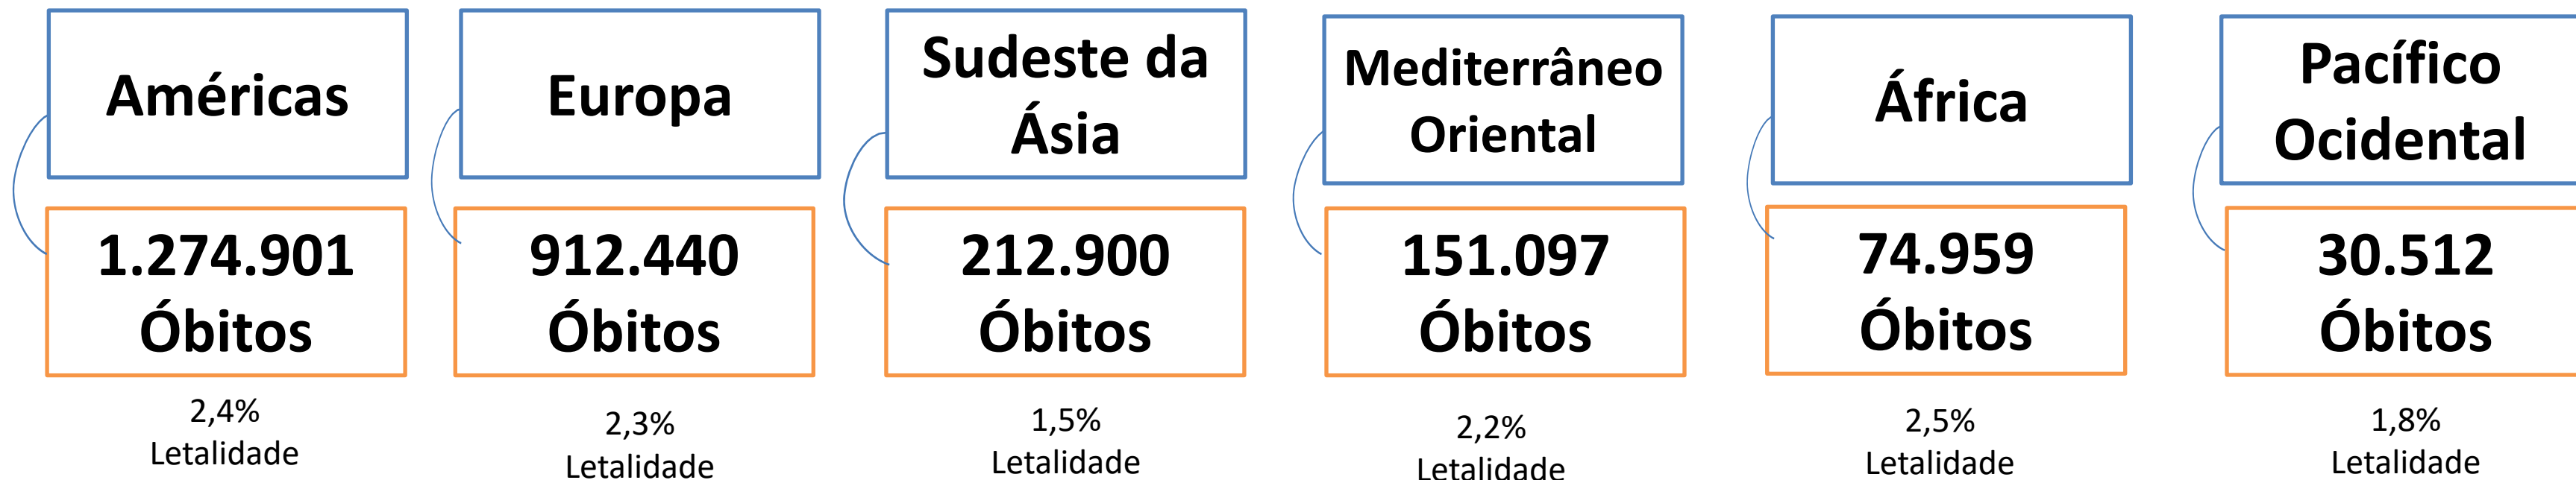 Américas
1.274.901
Óbitos
2,4%
Letalidade
Europa
912.440
Óbitos
2,3%
Letalidade
Sudeste da
Ásia
212.900
Óbitos
1,5%
Letalidade
Mediterrâneo
Oriental
151.097
Óbitos
2,2%
Letalidade
África
74.959
Óbitos
2,5%
Letalidade
Pacífico
Ocidental
30.512
Óbitos
1,8%
Letalidade